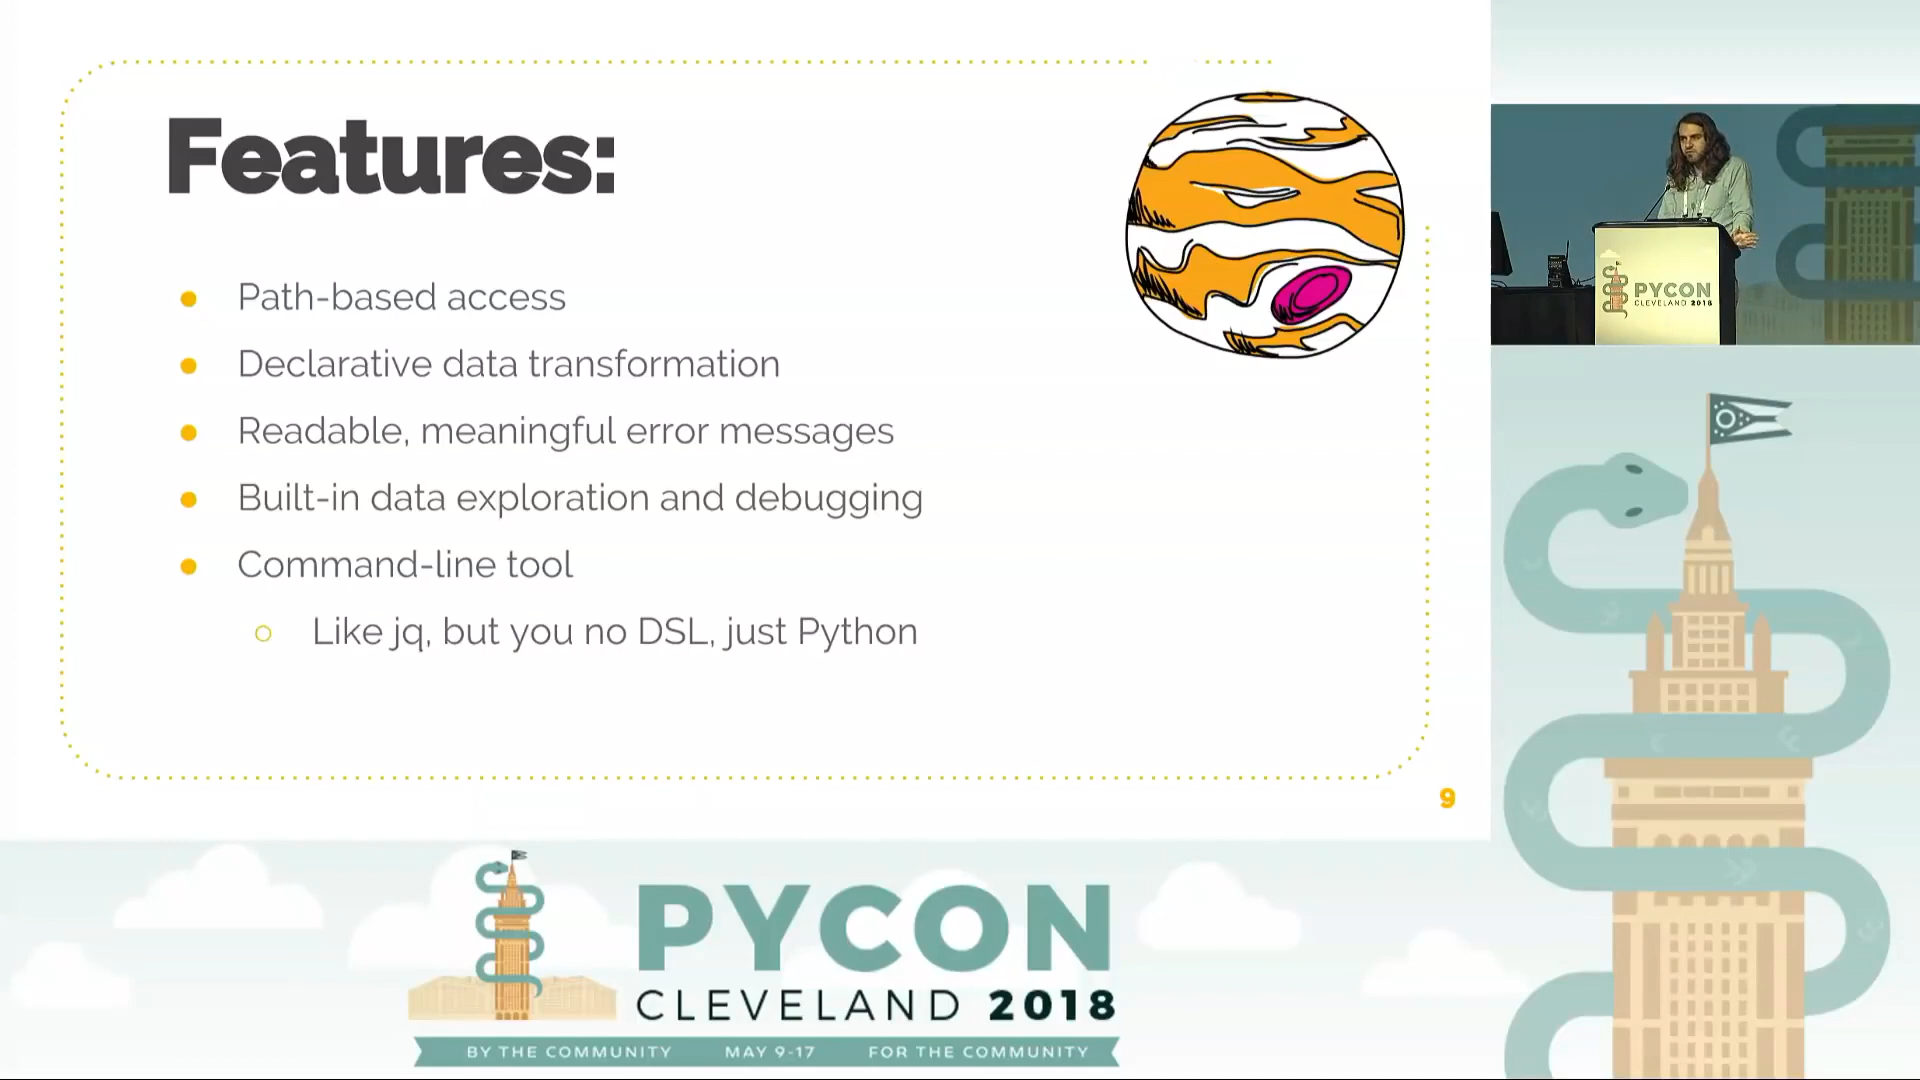 Features:
Path-based access
Declarative data transformation
Readable, meaningful error messages
Built-in data exploration and debugging
Command-line tool
Like jq, but you no DSL, just Python
9
PYCON
CLEVELAND 2018
PYCON
CLEVELAND 2018
BY THE COMMUNITY MAY 9-17 FOR THE COMMUNITY